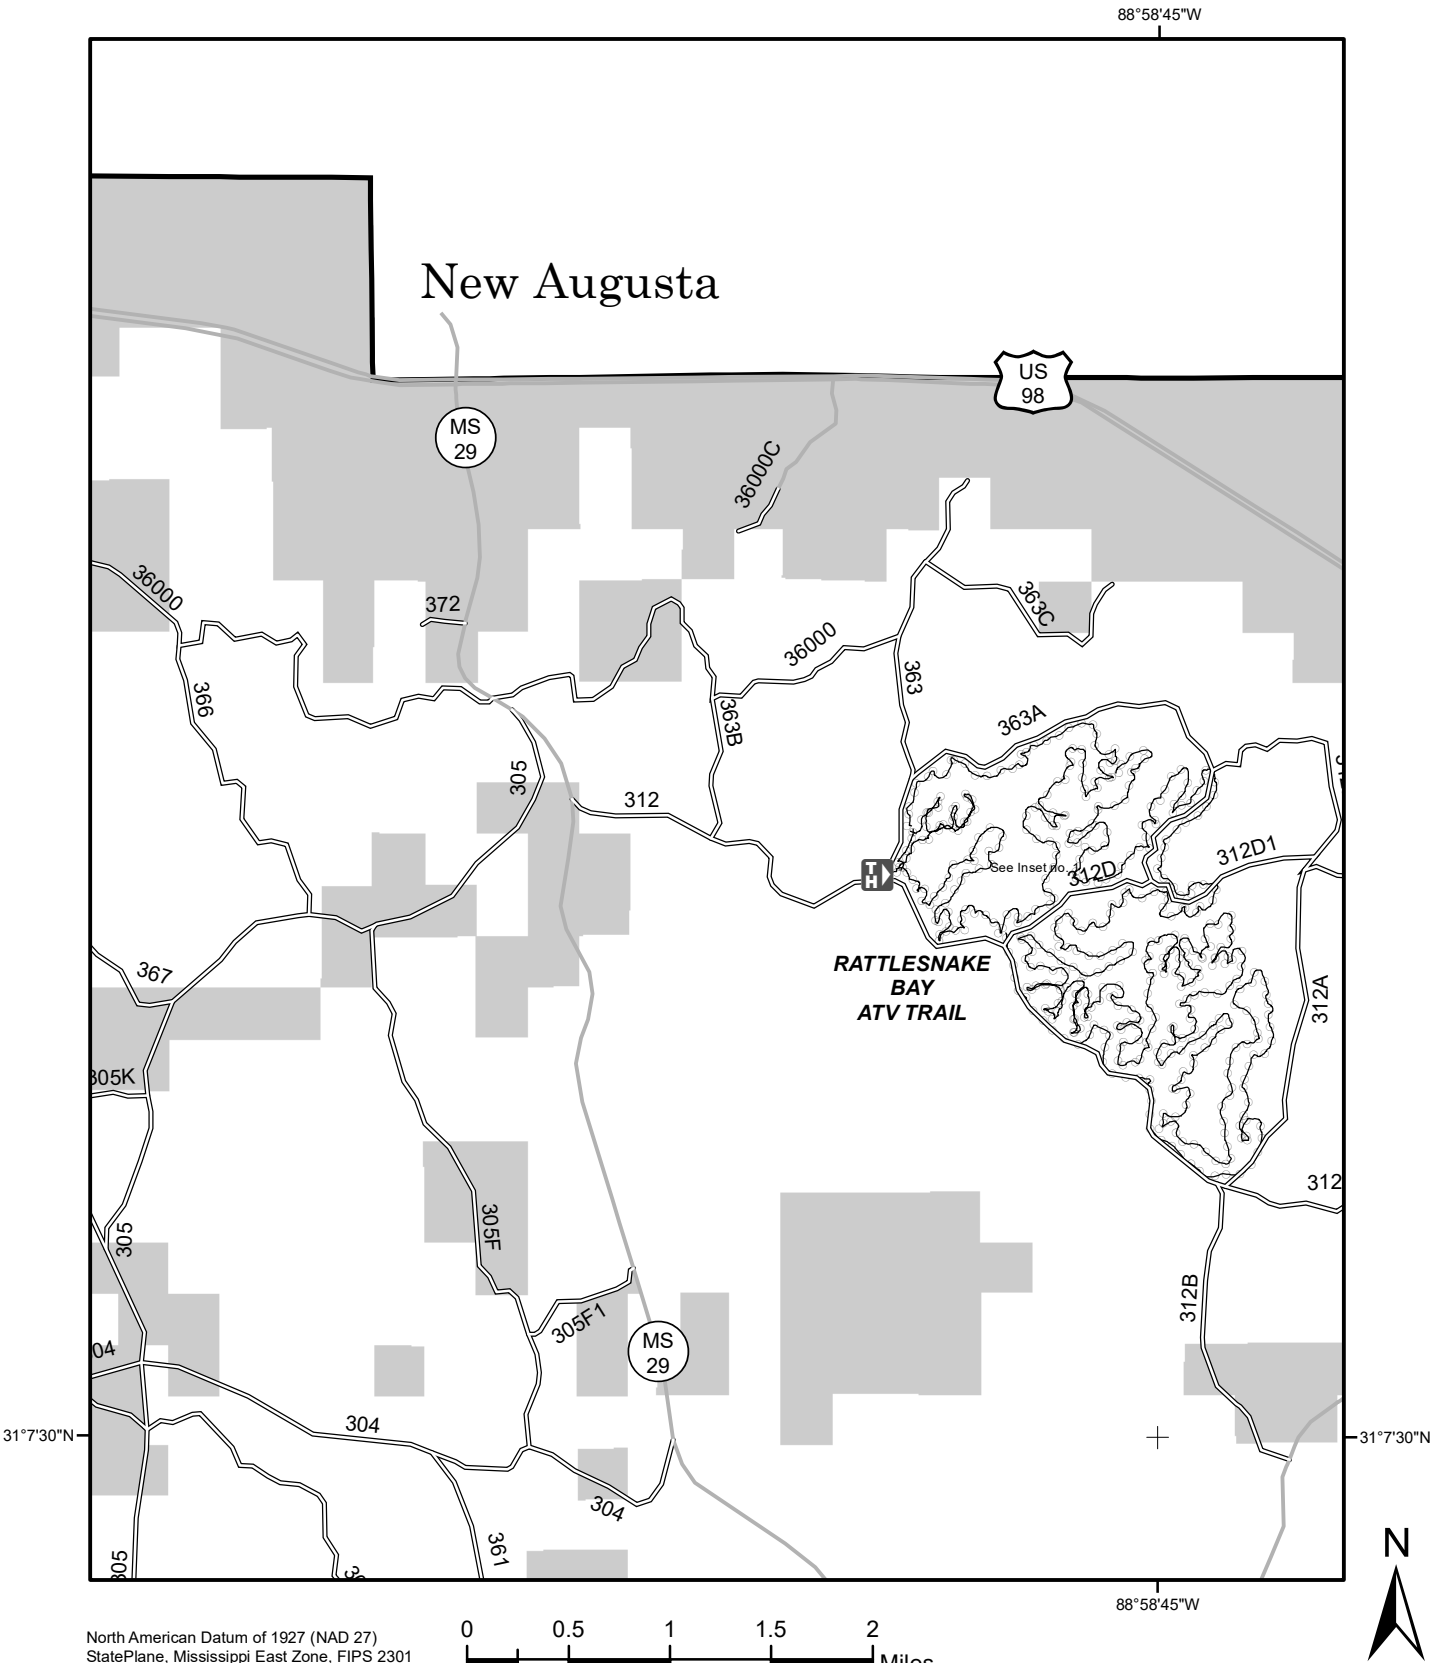 88°58'45"W
New Augusta
US
98
MS
29
36000C
36000
372
363C
36000
366
363
363B
363A
305
312
312D1
See Inset no. 1
312D
TH
RATTLESNAKE
BAY
ATV TRAIL
367
312A
305K
312
305
305F
312B
305F1
MS
29
04
304
31°7'30"N
31°7'30"N
304
361
305
N
88°58'45"W
North American Datum of 1927 (NAD 27)
StatePlane, Mississippi East Zone, FIPS 2301
0 0.5 1 1.5 2
Miles